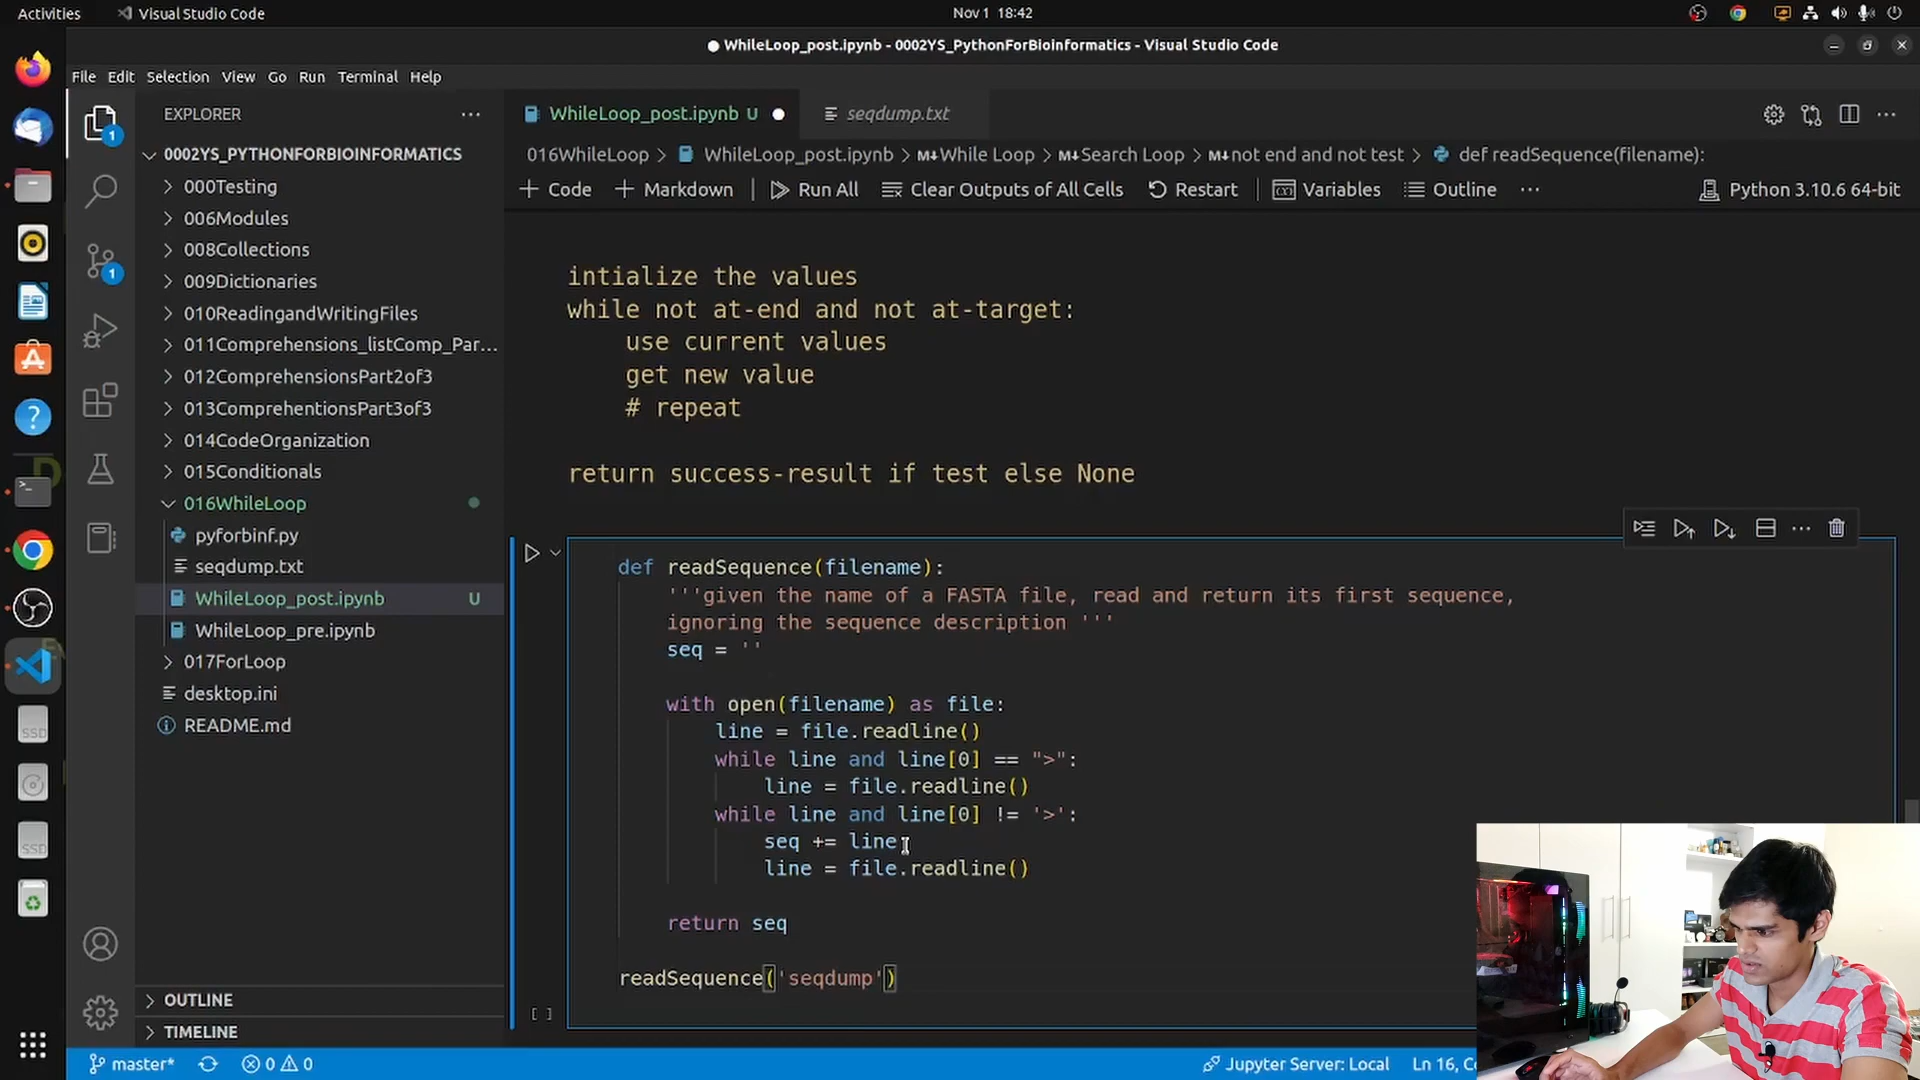 Activities
Visual Studio Code
Nov 1 18:42
WhileLoop_post.ipynb - 0002YS_PythonForBioInformatics - Visual Studio Code
File Edit Selection View Go Run Terminal Help
EXPLORER
WhileLoop_post.ipynb U
seqdump.txt
0002YS_PYTHONFORBIOINFORMATICS
016WhileLoop > WhileLoop_post.ipynb > M↓While Loop > M↓Search Loop > M↓not end and not test > def readSequence(filename):
+ Code + Markdown Run All Clear Outputs of All Cells Restart Variables Outline ... Python 3.10.6 64-bit
000Testing
006Modules
008Collections
009Dictionaries
010ReadingandWritingFiles
011Comprehensions_listComp_Par...
012ComprehensionsPart2of3
013ComprehentionsPart3of3
014CodeOrganization
015Conditionals
016WhileLoop
pyforbinf.py
seqdump.txt
WhileLoop_post.ipynb U
WhileLoop_pre.ipynb
017ForLoop
desktop.ini
README.md
OUTLINE
TIMELINE
1
1
intialize the values
while not at-end and not at-target:
use current values
get new value
# repeat
return success-result if test else None
def readSequence(filename):
'''given the name of a FASTA file, read and return its first sequence,
ignoring the sequence description '''
seq = ''
with open(filename) as file:
line = file.readline()
while line and line[0] == ">":
line = file.readline()
while line and line[0] != '>':
seq += line
line = file.readline()
return seq
readSequence('seqdump')
[ ]
SSD
SSD
master* 0 0
Jupyter Server: Local Ln 16,